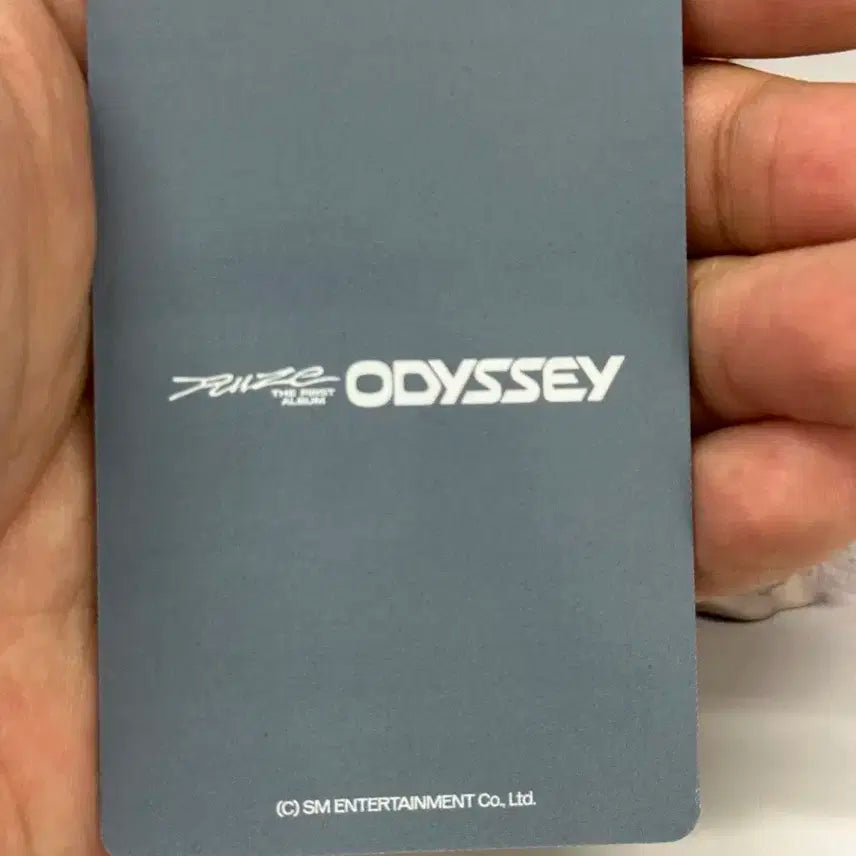 RIIZE THE FIRST ALBUM ODYSSEY
(C) SM ENTERTAINMENT Co., Ltd.